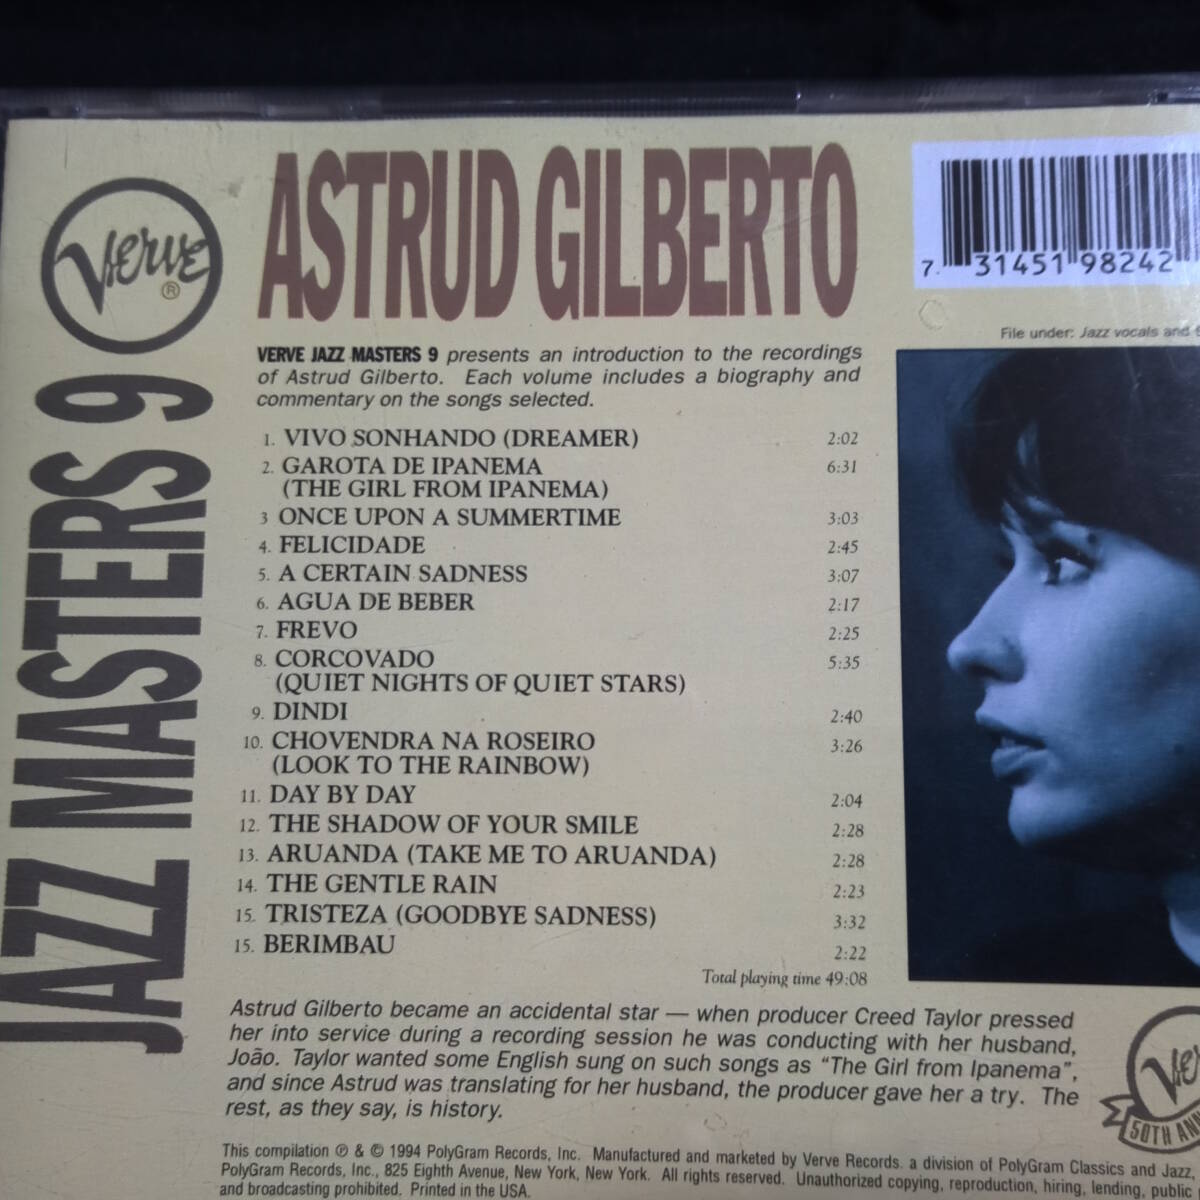 Verve®
JAZZ MASTERS 9
ASTRUD GILBERTO
7 31451 98242
File under: Jazz vocals and
VERVE JAZZ MASTERS 9 presents an introduction to the recordings
of Astrud Gilberto. Each volume includes a biography and
commentary on the songs selected.
1. VIVO SONHANDO (DREAMER) 2:02
2. GAROTA DE IPANEMA 6:31
(THE GIRL FROM IPANEMA)
3 ONCE UPON A SUMMERTIME 3:03
4. FELICIDADE 2:45
5. A CERTAIN SADNESS 3:07
6. AGUA DE BEBER 2:17
7. FREVO 2:25
8. CORCOVADO 5:35
(QUIET NIGHTS OF QUIET STARS)
9. DINDI 2:40
10. CHOVENDRA NA ROSEIRO 3:26
(LOOK TO THE RAINBOW)
11. DAY BY DAY 2:04
12. THE SHADOW OF YOUR SMILE 2:28
13. ARUANDA (TAKE ME TO ARUANDA) 2:28
14. THE GENTLE RAIN 2:23
15. TRISTEZA (GOODBYE SADNESS) 3:32
15. BERIMBAU 2:22
Total playing time 49:08
Astrud Gilberto became an accidental star — when producer Creed Taylor pressed
her into service during a recording session he was conducting with her husband,
João. Taylor wanted some English sung on such songs as "The Girl from Ipanema",
and since Astrud was translating for her husband, the producer gave her a try. The
rest, as they say, is history.
50TH
This compilation ℗ & © 1994 PolyGram Records, Inc. Manufactured and marketed by Verve Records. a division of PolyGram Classics and Jazz,
PolyGram Records, Inc., 825 Eighth Avenue, New York, New York. All rights reserved. Unauthorized copying, reproduction, hiring, lending, public
and broadcasting prohibited. Printed in the USA.